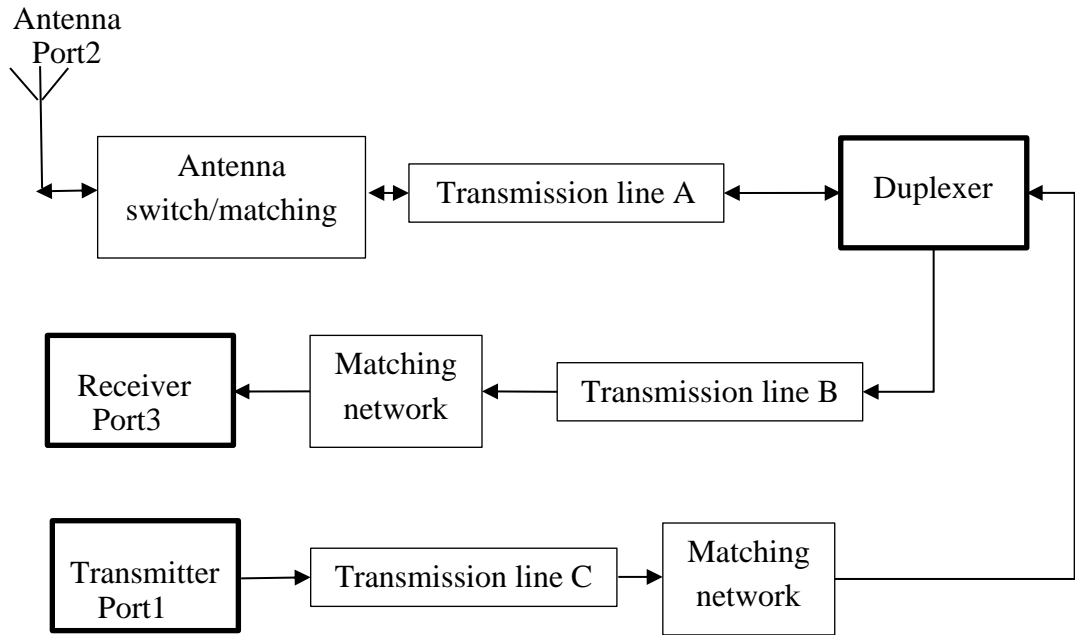 Antenna
Port2
Antenna
switch/matching
Transmission line A
Duplexer
Receiver
Port3
Matching
network
Transmission line B
Transmitter
Port1
Transmission line C
Matching
network